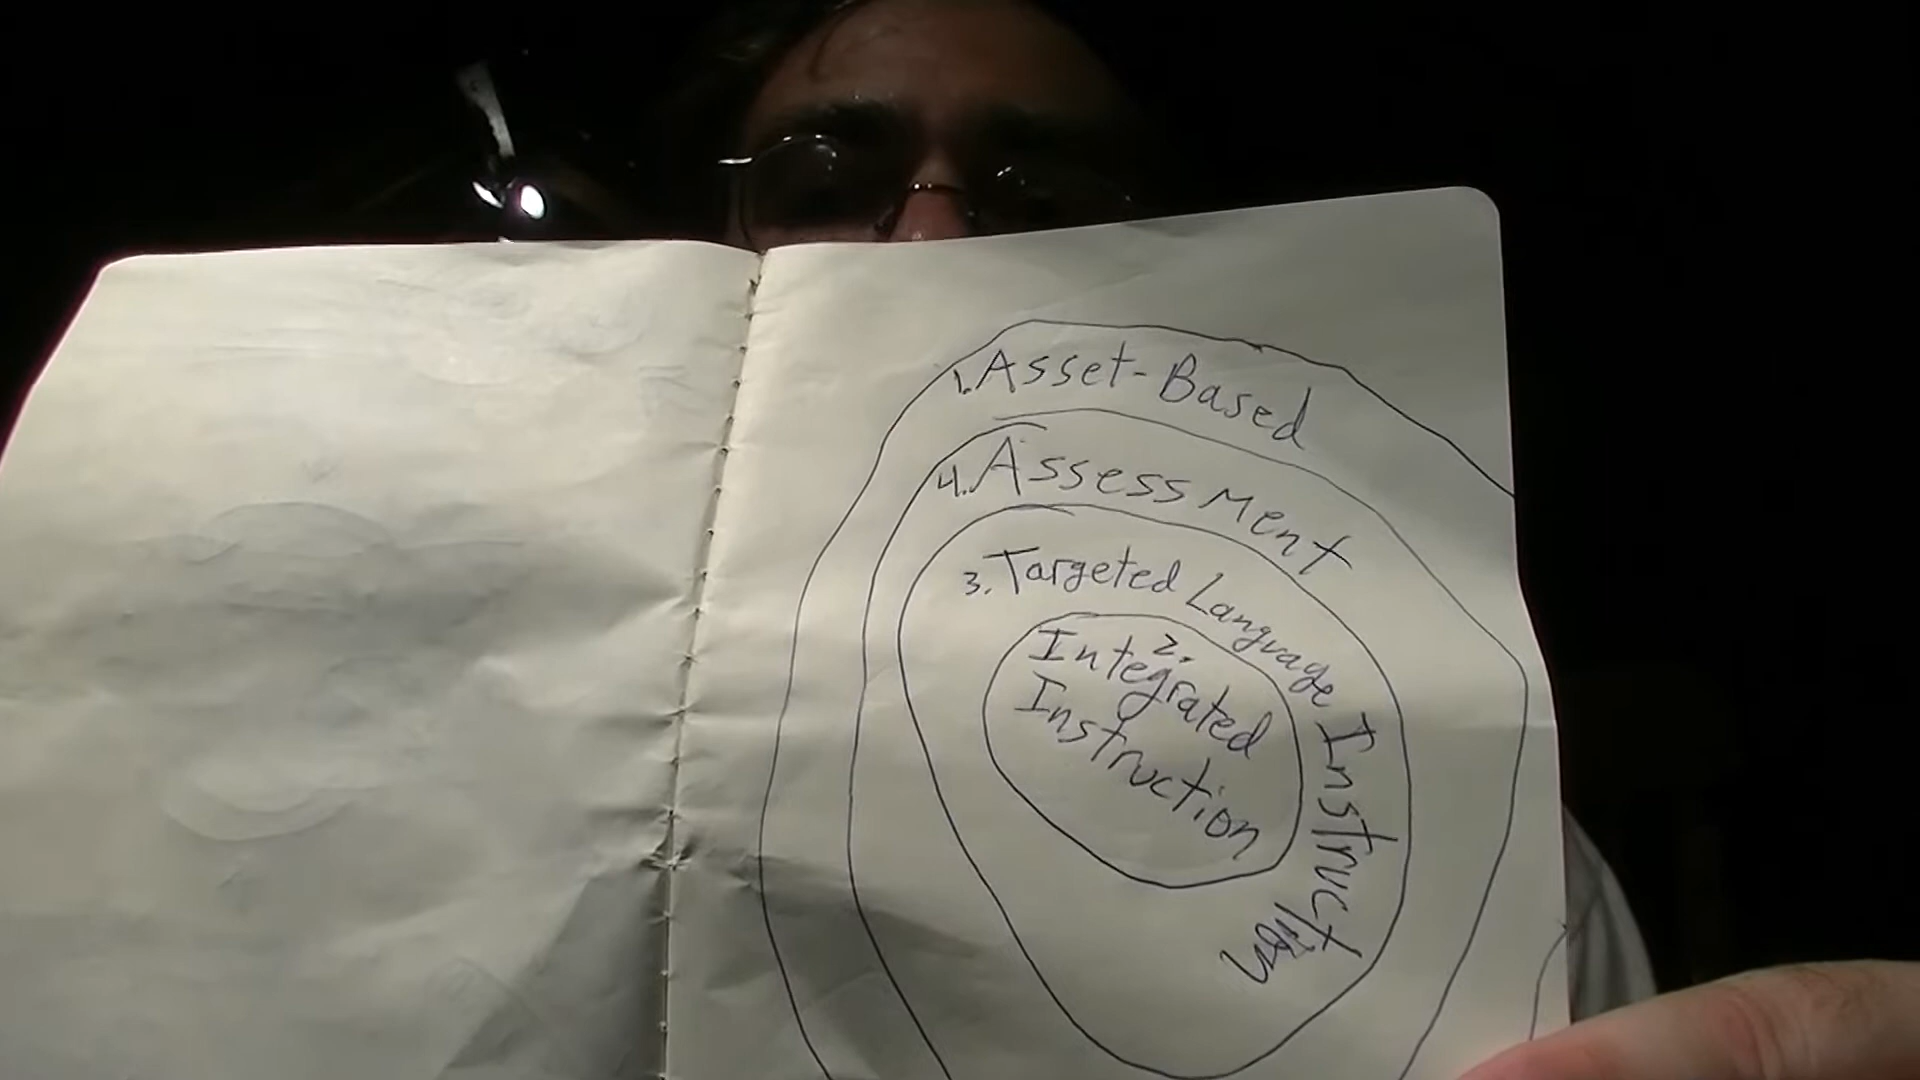 1. Asset-Based
4. Assessment
3. Targeted Language Instruction
2.
Integrated
Instruction